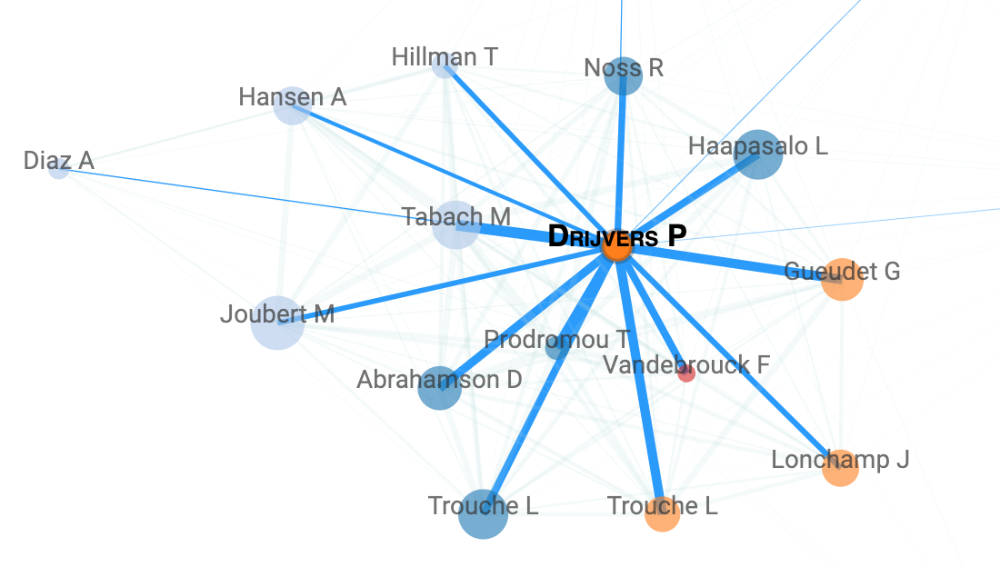 Hillman T
Noss R
Hansen A
Haapasalo L
Diaz A
Tabach M
Drijvers P
Gueudet G
Joubert M
Prodromou T
Vandebrouck F
Abrahamson D
Lonchamp J
Trouche L
Trouche L